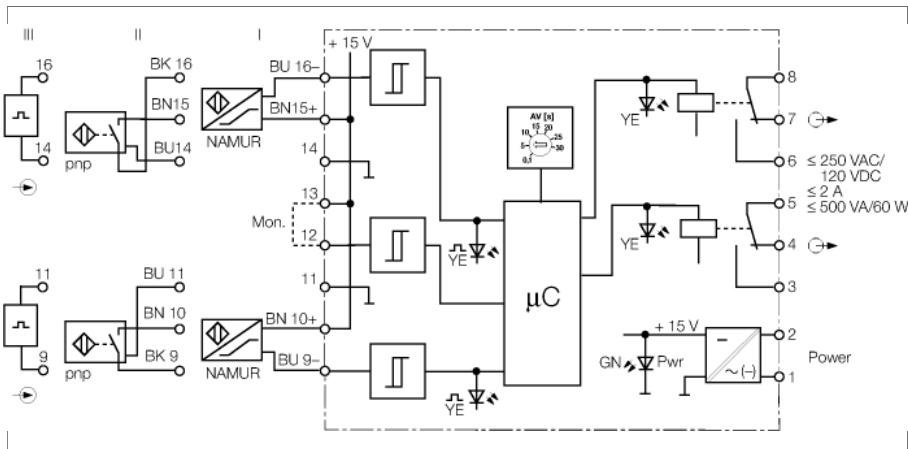 III II I
+ 15 V
16
BK 16
BU 16–
BN15
BN15+
14
BU14
pnp
NAMUR
14
13
Mon.
12
11
11
BU 11
BN 10
BN 10+
9
BK 9
BU 9–
pnp
NAMUR
AV [s]
0,1 5 10 15 20 25 30
YE
YE
µC
YE
YE
8
7
6
≤ 250 VAC/
120 VDC
≤ 2 A
≤ 500 VA/60 W
5
4
3
+ 15 V
GN
Pwr
2
1
Power
– ~ (–)